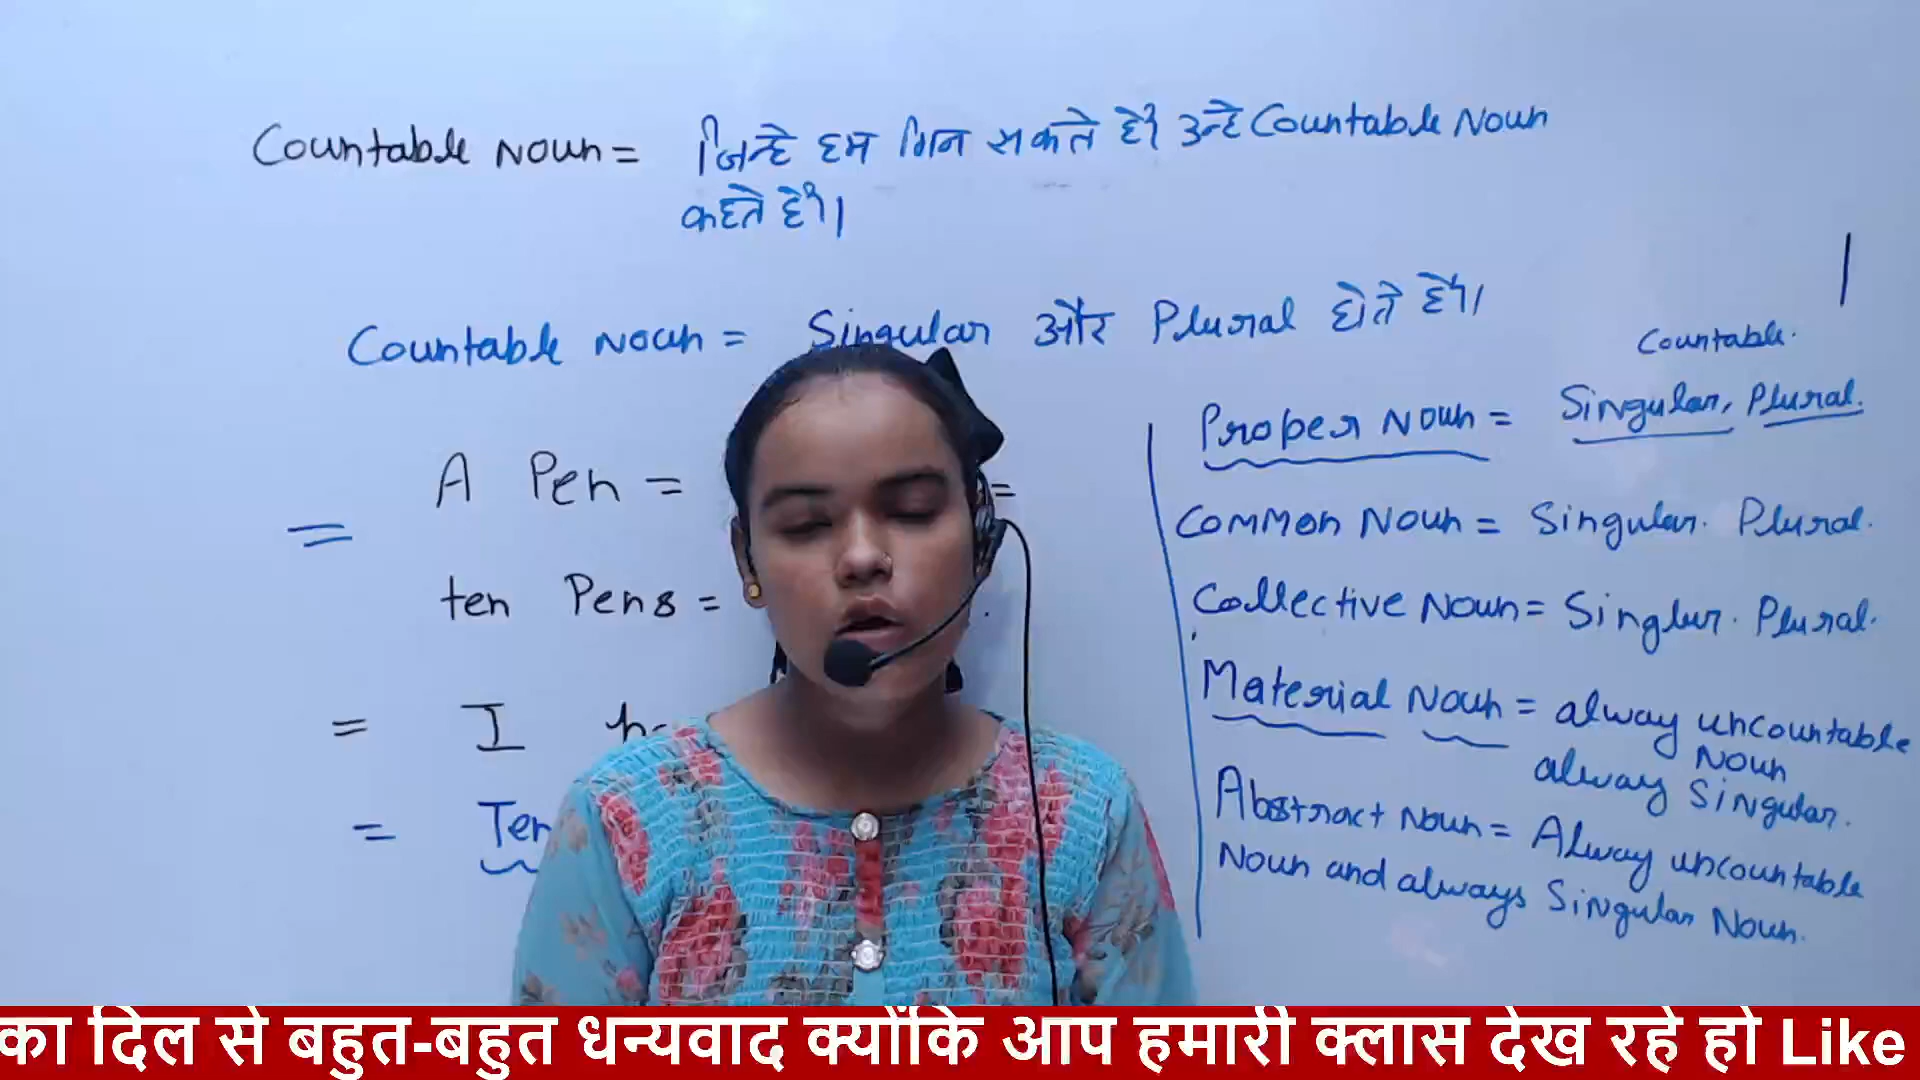 Countable Noun = जिन्हे हम गिन सकते हैं उन्हे Countable Noun
कहते हैं।
Countable Noun = Singular और Plural होते हैं।
A Pen = =
=
ten Pens =
= I
= Ten
Countable.
Proper Noun = Singular, Plural.
Common Noun = Singular. Plural.
Collective Noun = Singlur. Plural.
Material Noun = alway uncountable
Noun
alway Singular.
Abstract Noun = Alway uncountable
Noun and always Singular Noun.
का दिल से बहुत-बहुत धन्यवाद क्योंकि आप हमारी क्लास देख रहे हो Like